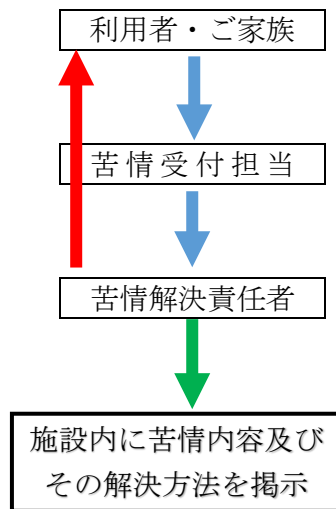 利用者・ご家族
苦情受付担当
苦情解決責任者
施設内に苦情内容及び
その解決方法を掲示